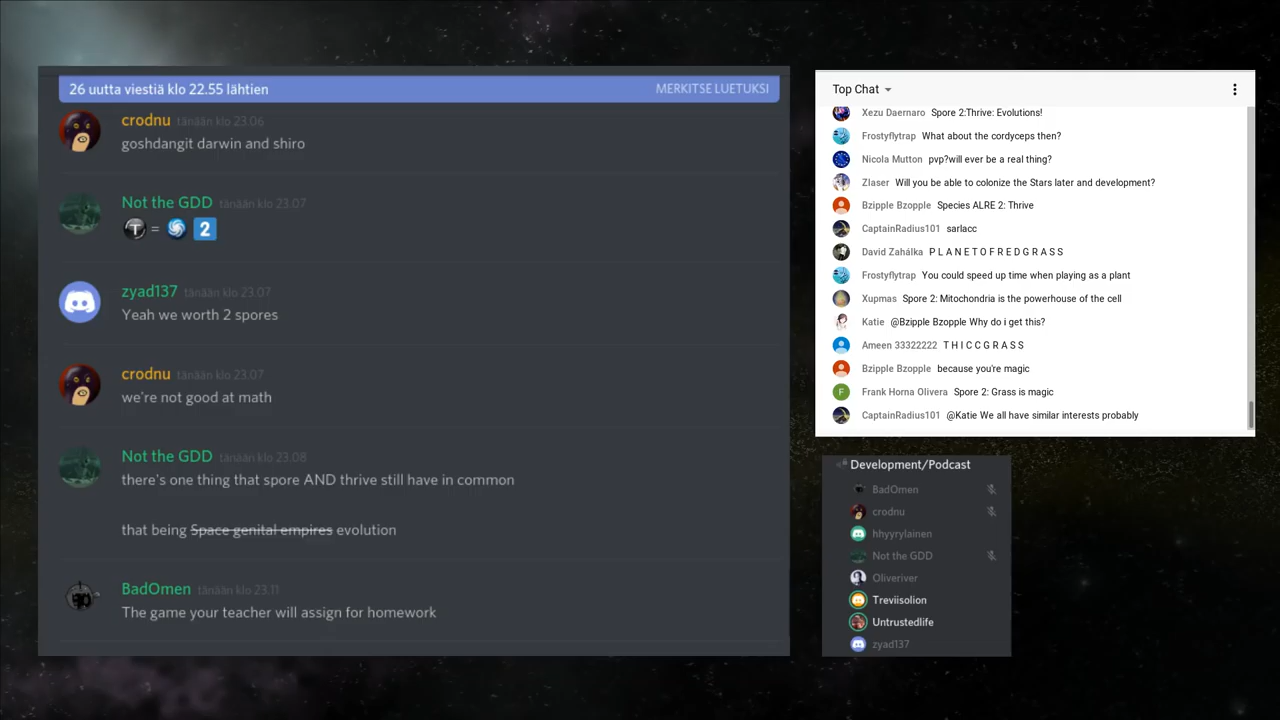 26 uutta viestiä klo 22.55 lähtien
MERKITSE LUETUKSI
crodnu tänään klo 23.06
goshdangit darwin and shiro
Not the GDD tänään klo 23.07
T = 2
zyad137 tänään klo 23.07
Yeah we worth 2 spores
crodnu tänään klo 23.07
we're not good at math
Not the GDD tänään klo 23.08
there's one thing that spore AND thrive still have in common
that being Space genital empires evolution
BadOmen tänään klo 23.11
The game your teacher will assign for homework
Top Chat
Xezu Daernaro Spore 2:Thrive: Evolutions!
Frostyflytrap What about the cordyceps then?
Nicola Mutton pvp?will ever be a real thing?
Zlaser Will you be able to colonize the Stars later and development?
Bzipple Bzopple Species ALRE 2: Thrive
CaptainRadius101 sarlacc
David Zahálka P L A N E T O F R E D G R A S S
Frostyflytrap You could speed up time when playing as a plant
Xupmas Spore 2: Mitochondria is the powerhouse of the cell
Katie @Bzipple Bzopple Why do i get this?
Ameen 33322222 T H I C C G R A S S
Bzipple Bzopple because you're magic
F Frank Horna Olivera Spore 2: Grass is magic
CaptainRadius101 @Katie We all have similar interests probably
Development/Podcast
BadOmen
crodnu
hhyyrylainen
Not the GDD
Oliveriver
Treviisolion
Untrustedlife
zyad137